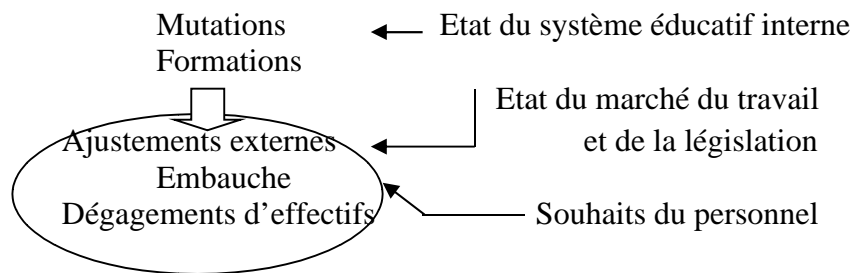 Mutations
Etat du système éducatif interne
Formations
Etat du marché du travail
et de la législation
Ajustements externes
Embauche
Dégagements d’effectifs
Souhaits du personnel